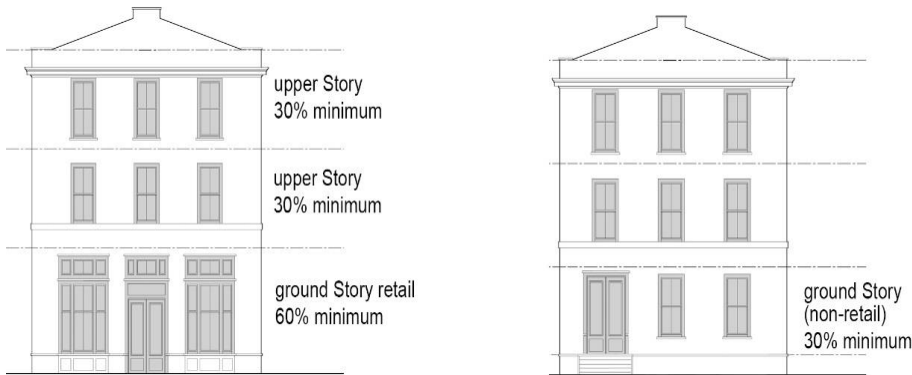 upper Story
30% minimum
upper Story
30% minimum
ground Story retail
60% minimum
ground Story
(non-retail)
30% minimum